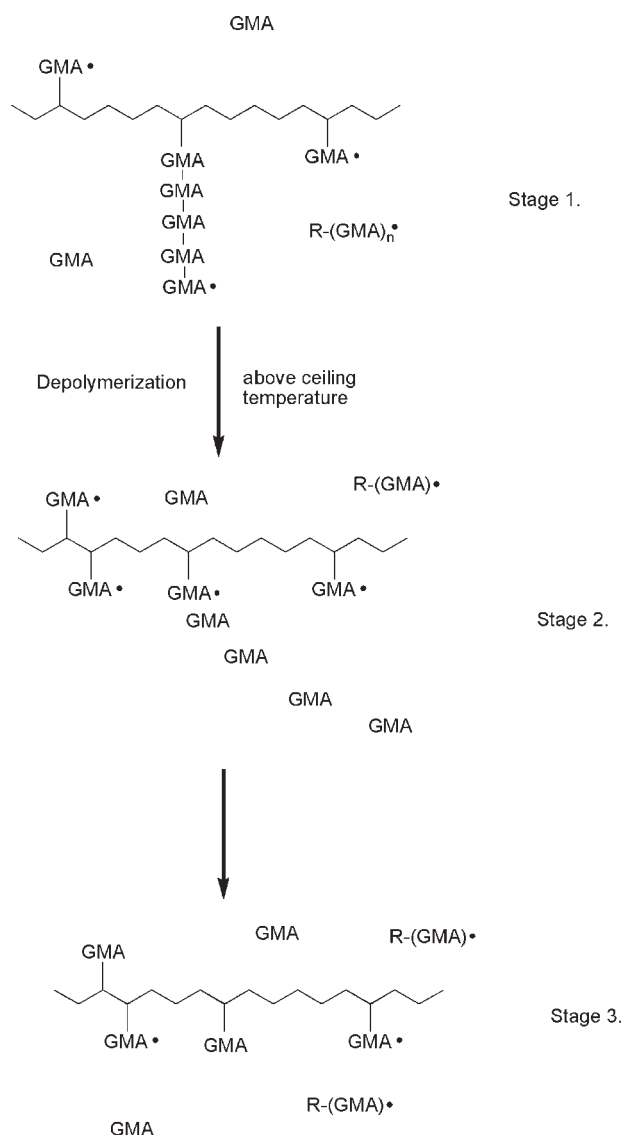 GMA
GMA •
GMA
GMA •
GMA
Stage 1.
GMA
R-(GMA)n•
GMA
GMA
GMA •
Depolymerization
above ceiling
temperature
R-(GMA) •
GMA •
GMA
GMA •
GMA •
GMA •
GMA
Stage 2.
GMA
GMA
GMA
GMA
R-(GMA) •
GMA
Stage 3.
GMA •
GMA
GMA •
R-(GMA) •
GMA